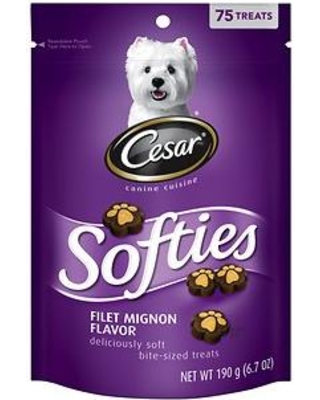 75 TREATS
Cesar
canine cuisine
Softies
FILET MIGNON
FLAVOR
deliciously soft
bite-sized treats
NET WT 190 g (6.7 OZ)